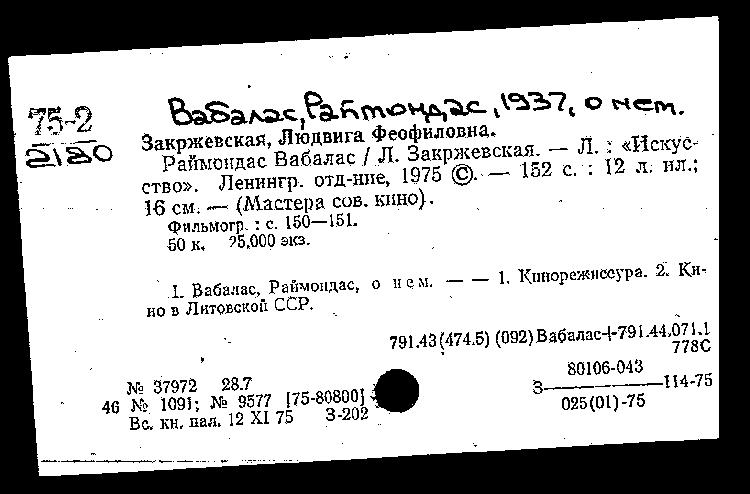 Вабалас, Раймондас, 1937, о нем.
75-2
2180
Закржевская, Людвига Феофиловна.
Раймондас Вабалас / Л. Закржевская. — Л. : «Искус-
ство». Ленингр. отд-ние, 1975 ©. — 152 с. : 12 л. ил.;
16 см. — (Мастера сов. кино).
Фильмогр. : с. 150—151.
50 к. 25.000 экз.
1. Вабалас, Раймондас, о нем. — — 1. Кинорежиссура. 2. Ки-
но в Литовской ССР.
791.43(474.5) (092) Вабалас+791.44.071.1
778С
№ 37972 28.7
46 № 1091; № 9577 [75-80800]
Вс. кн. пал. 12 XI 75 З-202
80106-043
З————114-75
025(01)-75